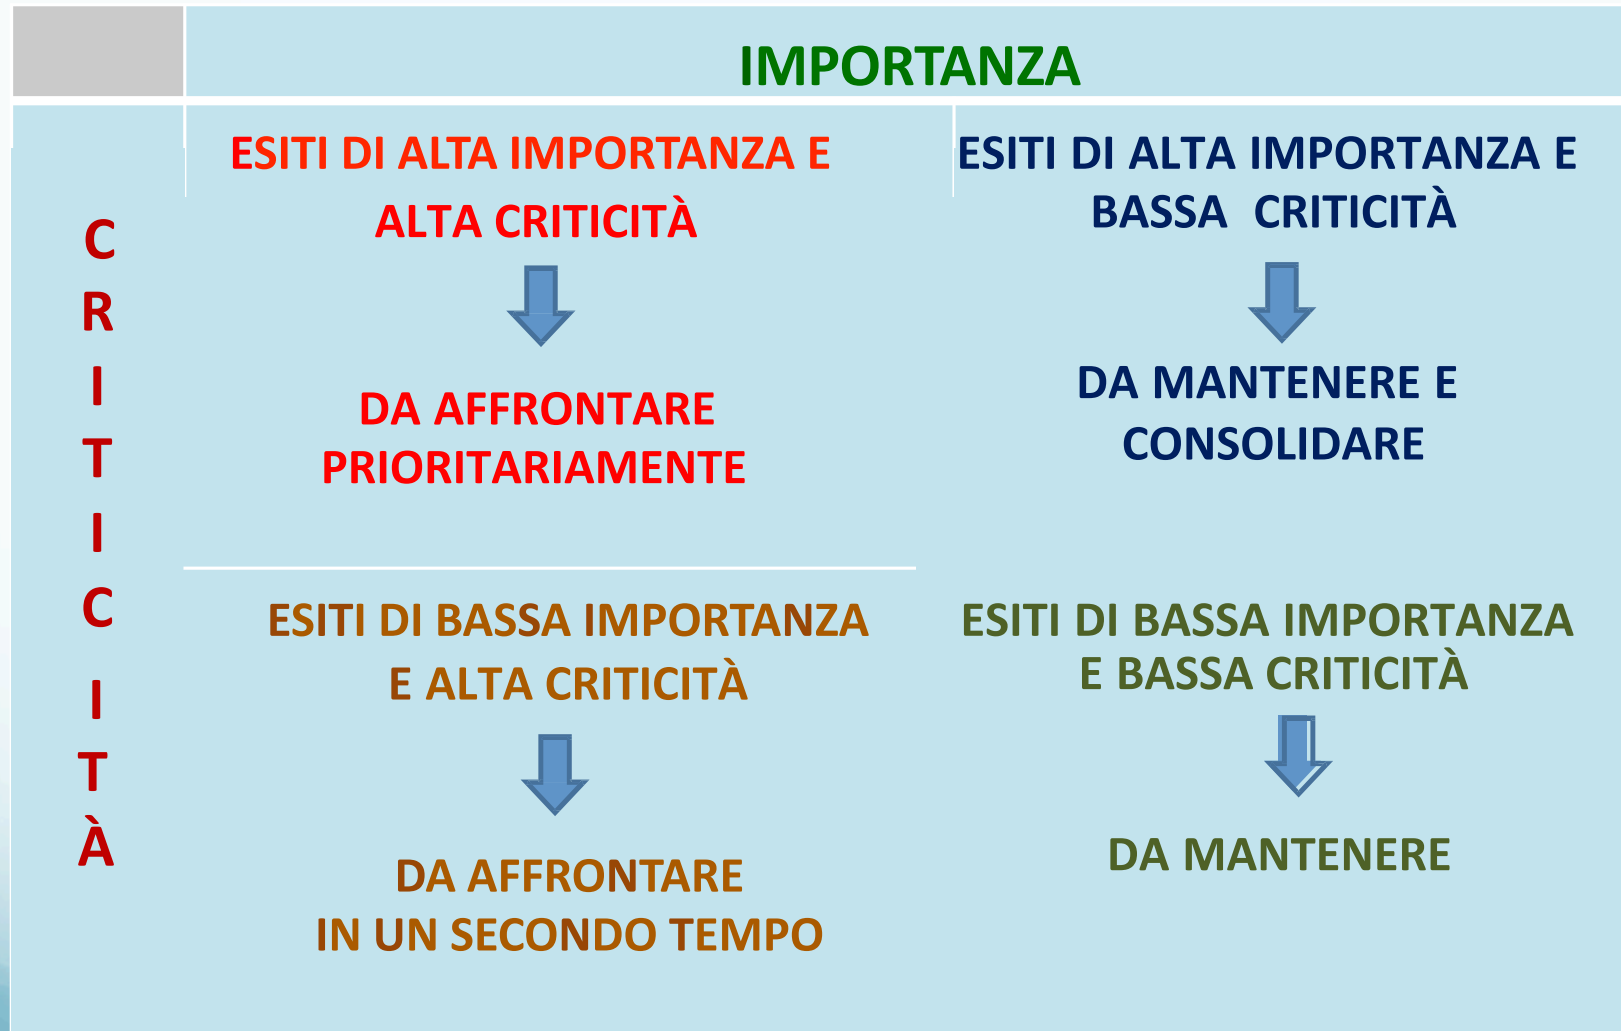 IMPORTANZA
C
R
I
T
I
C
I
T
À
ESITI DI ALTA IMPORTANZA E
ALTA CRITICITÀ
DA AFFRONTARE
PRIORITARIAMENTE
ESITI DI ALTA IMPORTANZA E
BASSA CRITICITÀ
DA MANTENERE E
CONSOLIDARE
ESITI DI BASSA IMPORTANZA
E ALTA CRITICITÀ
DA AFFRONTARE
IN UN SECONDO TEMPO
ESITI DI BASSA IMPORTANZA
E BASSA CRITICITÀ
DA MANTENERE